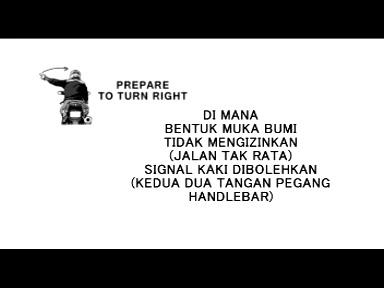 PREPARE
TO TURN RIGHT
DI MANA
BENTUK MUKA BUMI
TIDAK MENGIZINKAN
(JALAN TAK RATA)
SIGNAL KAKI DIBOLEHKAN
(KEDUA DUA TANGAN PEGANG
HANDLEBAR)